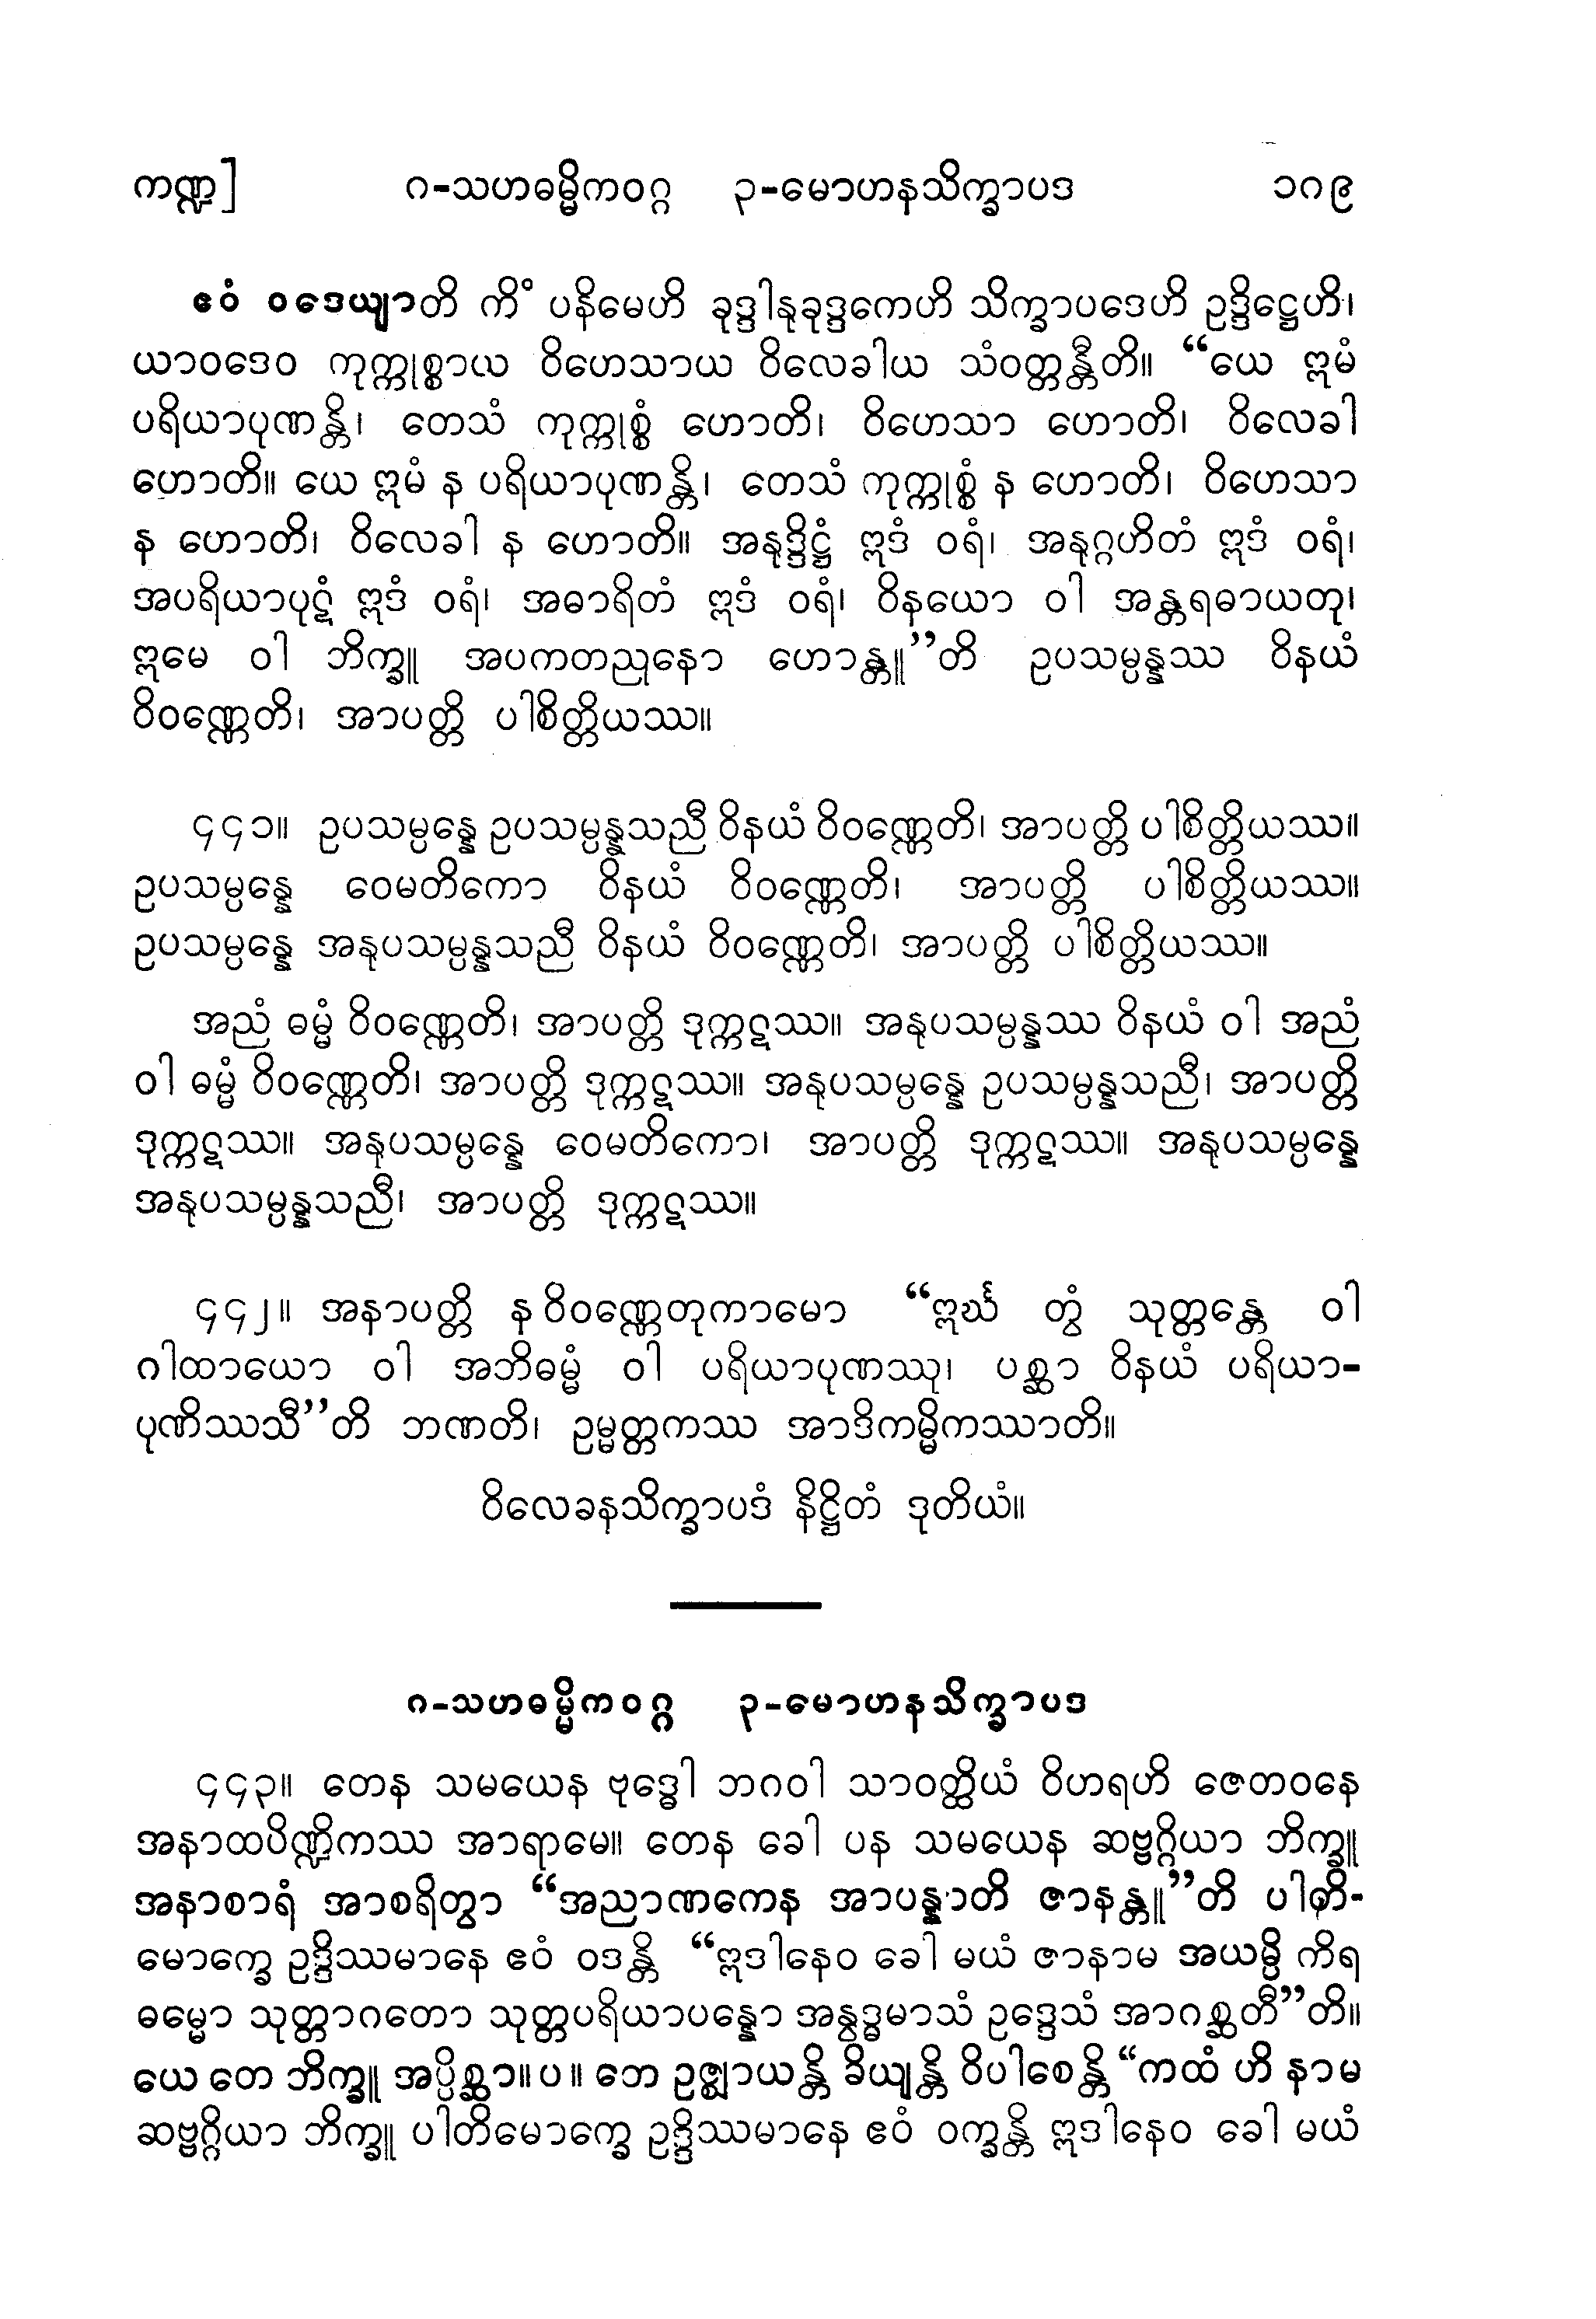 ကဏ္ဍ] ဂ-သဟဓမ္မိကဝဂ္ဂ ၃-မောဟနသိက္ခာပဒ ၁၈၉
ဧဝံ ဝဒေယျာတိ ကိံ ပနိမေဟိ ခုဒ္ဒါနုခုဒ္ဒကေဟိ သိက္ခာပဒေဟိ ဥဒ္ဒိဋ္ဌေဟိ၊
ယာဝဒေဝ ကုက္ကုစ္စာယ ဝိဟေသာယ ဝိလေခါယ သံဝတ္တန္တီတိ။ “ယေ ဣမံ
ပရိယာပုဏန္တိ၊ တေသံ ကုက္ကုစ္စံ ဟောတိ၊ ဝိဟေသာ ဟောတိ၊ ဝိလေခါ
ဟောတိ။ ယေ ဣမံ န ပရိယာပုဏန္တိ၊ တေသံ ကုက္ကုစ္စံ န ဟောတိ၊ ဝိဟေသာ
န ဟောတိ၊ ဝိလေခါ န ဟောတိ။ အနုဒ္ဒိဋ္ဌံ ဣဒံ ဝရံ၊ အနုဂ္ဂဟိတံ ဣဒံ ဝရံ၊
အပရိယာပုဋံ ဣဒံ ဝရံ၊ အဓာရိတံ ဣဒံ ဝရံ၊ ဝိနယော ဝါ အန္တရဓာယတု၊
ဣမေ ဝါ ဘိက္ခူ အပကတညုနော ဟောန္တူ”တိ ဥပသမ္ပန္နဿ ဝိနယံ
ဝိဝဏ္ဏေတိ၊ အာပတ္တိ ပါစိတ္တိယဿ။
၄၄၁။ ဥပသမ္ပန္နေ ဥပသမ္ပန္နသညီ ဝိနယံ ဝိဝဏ္ဏေတိ၊ အာပတ္တိ ပါစိတ္တိယဿ။
ဥပသမ္ပန္နေ ဝေမတိကော ဝိနယံ ဝိဝဏ္ဏေတိ၊ အာပတ္တိ ပါစိတ္တိယဿ။
ဥပသမ္ပန္နေ အနုပသမ္ပန္နသညီ ဝိနယံ ဝိဝဏ္ဏေတိ၊ အာပတ္တိ ပါစိတ္တိယဿ။
အညံ ဓမ္မံ ဝိဝဏ္ဏေတိ၊ အာပတ္တိ ဒုက္ကဋဿ။ အနုပသမ္ပန္နဿ ဝိနယံ ဝါ အညံ
ဝါ ဓမ္မံ ဝိဝဏ္ဏေတိ၊ အာပတ္တိ ဒုက္ကဋဿ။ အနုပသမ္ပန္နေ ဥပသမ္ပန္နသညီ၊ အာပတ္တိ
ဒုက္ကဋဿ။ အနုပသမ္ပန္နေ ဝေမတိကော၊ အာပတ္တိ ဒုက္ကဋဿ။ အနုပသမ္ပန္နေ
အနုပသမ္ပန္နသညီ၊ အာပတ္တိ ဒုက္ကဋဿ။
၄၄၂။ အနာပတ္တိ န ဝိဝဏ္ဏေတုကာမော “ဣင်္ဃ တွံ သုတ္တန္တေ ဝါ
ဂါထာယော ဝါ အဘိဓမ္မံ ဝါ ပရိယာပုဏဿု၊ ပစ္ဆာ ဝိနယံ ပရိယာ-
ပုဏိဿသီ”တိ ဘဏတိ၊ ဥမ္မတ္တကဿ အာဒိကမ္မိကဿာတိ။
ဝိလေခနသိက္ခာပဒံ နိဋ္ဌိတံ ဒုတိယံ။
ဂ-သဟဓမ္မိကဝဂ္ဂ ၃-မောဟနသိက္ခာပဒ
၄၄၃။ တေန သမယေန ဗုဒ္ဓေါ ဘဂဝါ သာဝတ္ထိယံ ဝိဟရဟိ ဇေတဝနေ
အနာထပိဏ္ဍိကဿ အာရာမေ။ တေန ခေါ ပန သမယေန ဆဗ္ဗဂ္ဂိယာ ဘိက္ခူ
အနာစာရံ အာစရိတွာ “အညာဏကေန အာပန္နာတိ ဇာနန္တူ”တိ ပါတိ-
မောက္ခေ ဥဒ္ဒိဿမာနေ ဧဝံ ဝဒန္တိ “ဣဒါနေဝ ခေါ မယံ ဇာနာမ အယမ္ပိ ကိရ
ဓမ္မော သုတ္တာဂတော သုတ္တပရိယာပန္နော အနွဒ္ဓမာသံ ဥဒ္ဒေသံ အာဂစ္ဆတီ”တိ။
ယေ တေ ဘိက္ခူ အပ္ပိစ္ဆာ။ ပ။ တေ ဥဇ္ဈာယန္တိ ခိယျန္တိ ဝိပါစေန္တိ “ကထံ ဟိ နာမ
ဆဗ္ဗဂ္ဂိယာ ဘိက္ခူ ပါတိမောက္ခေ ဥဒ္ဒိဿမာနေ ဧဝံ ဝက္ခန္တိ ဣဒါနေဝ ခေါ မယံ